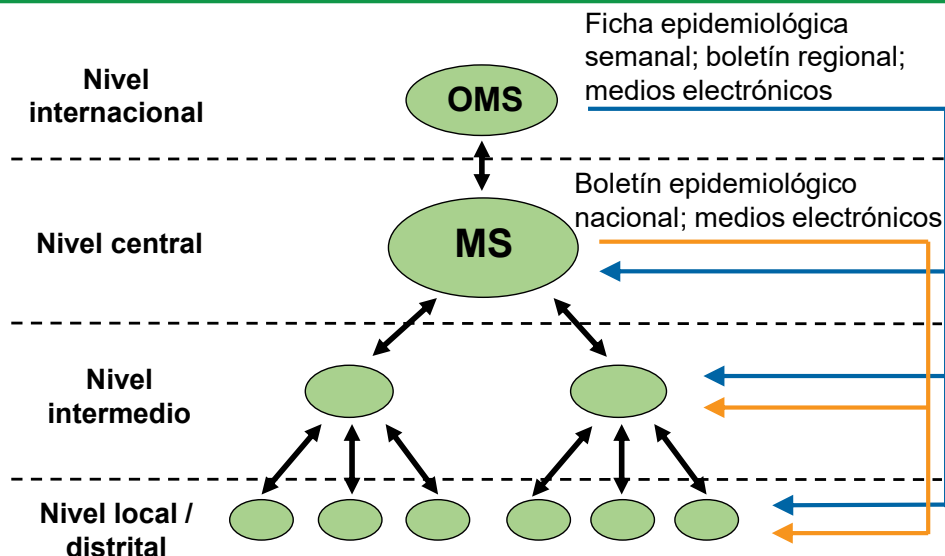 Ficha epidemiológica
semanal; boletín regional;
medios electrónicos
Nivel
internacional
OMS
Boletín epidemiológico
nacional; medios electrónicos
Nivel central
MS
Nivel
intermedio
Nivel local /
distrital